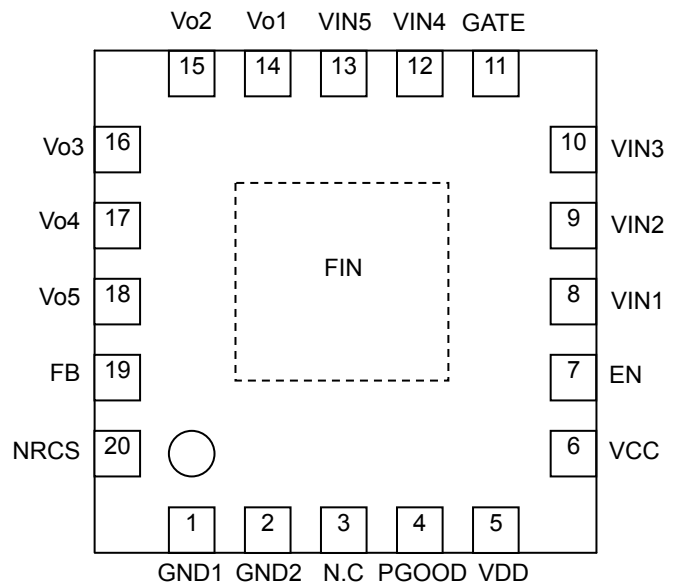 Vo2 Vo1 VIN5 VIN4 GATE
15 14 13 12 11
Vo3 16 10 VIN3
Vo4 17 9 VIN2
FIN
Vo5 18 8 VIN1
FB 19 7 EN
NRCS 20 6 VCC
1 2 3 4 5
GND1 GND2 N.C PGOOD VDD